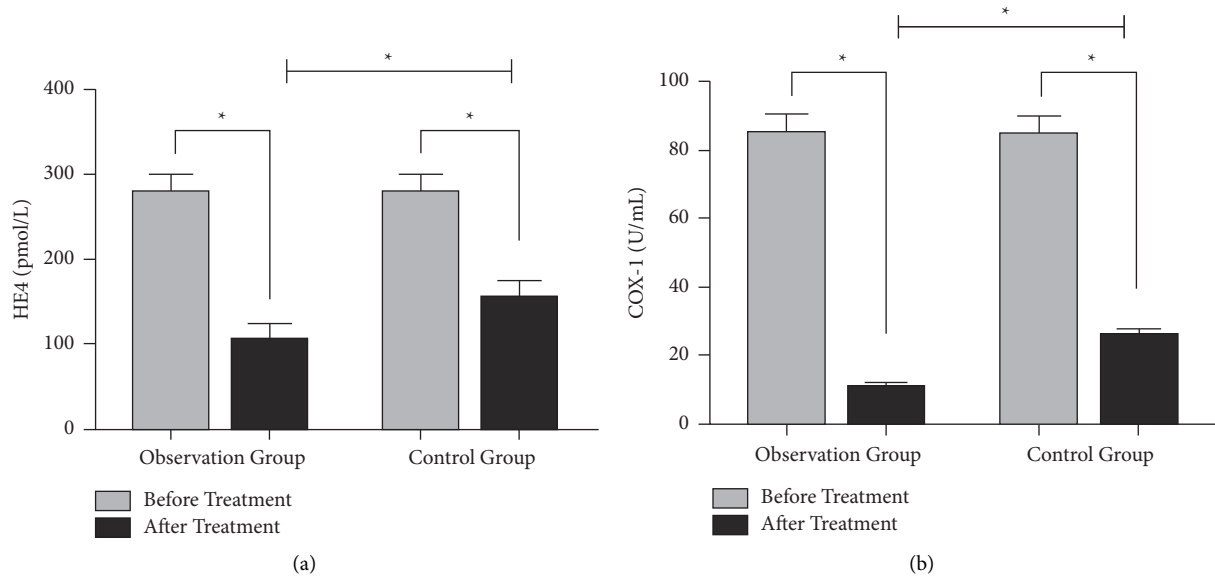 *
*
*
400
300
200
100
0
HE4 (pmol/L)
Observation Group
Control Group
Before Treatment
After Treatment
(a)
*
*
*
100
80
60
40
20
0
COX-1 (U/mL)
Observation Group
Control Group
Before Treatment
After Treatment
(b)